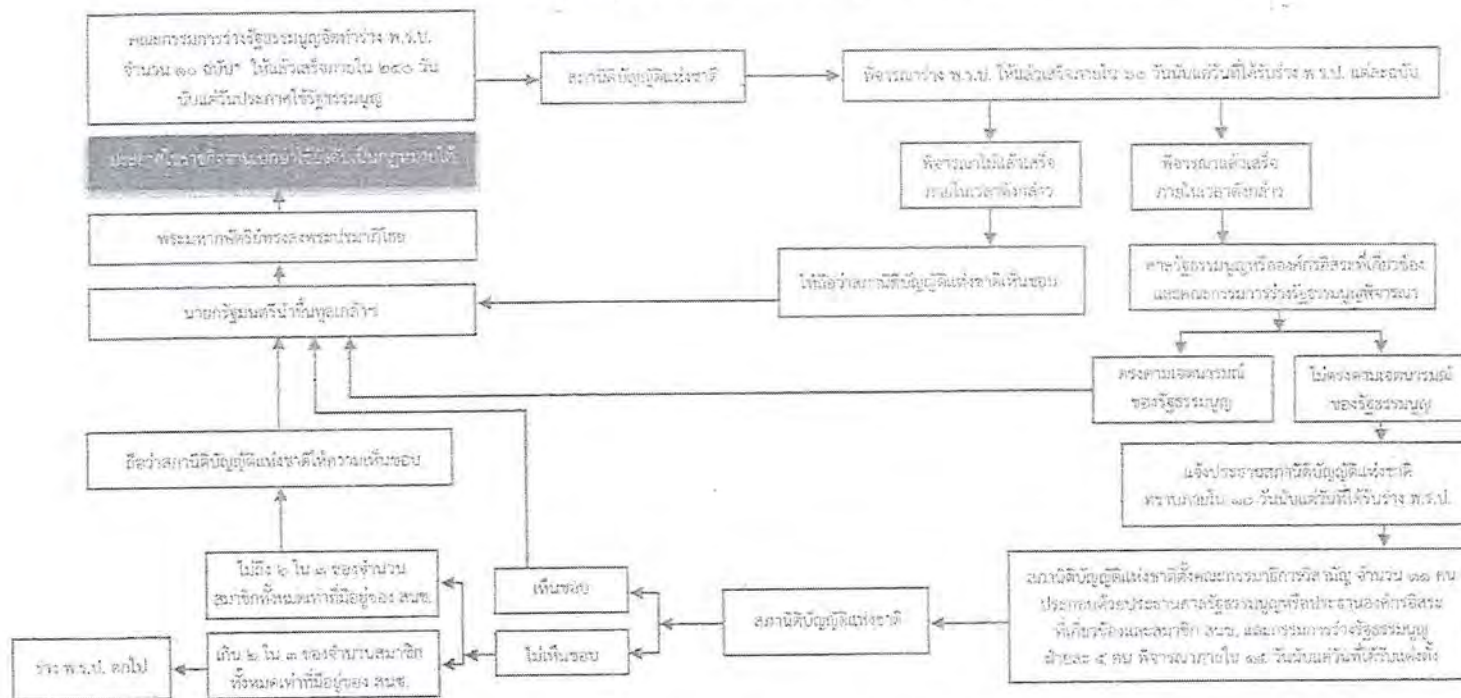 คณะกรรมการร่างรัฐธรรมนูญจัดทำร่าง พ.ร.ป.
จำนวน ๑๐ ฉบับ* ให้แล้วเสร็จภายใน ๒๔๐ วัน
นับแต่วันประกาศใช้รัฐธรรมนูญ
สภานิติบัญญัติแห่งชาติ
พิจารณาร่าง พ.ร.ป. ให้แล้วเสร็จภายใน ๖๐ วันนับแต่วันที่ได้รับร่าง พ.ร.ป. แต่ละฉบับ
ประกาศในราชกิจจานุเบกษาใช้บังคับเป็นกฎหมายได้
พิจารณาไม่แล้วเสร็จ
ภายในเวลาดังกล่าว
พิจารณาแล้วเสร็จ
ภายในเวลาดังกล่าว
พระมหากษัตริย์ทรงลงพระปรมาภิไธย
ให้ถือว่าสภานิติบัญญัติแห่งชาติเห็นชอบ
ศาลรัฐธรรมนูญหรือองค์กรอิสระที่เกี่ยวข้อง
และคณะกรรมการร่างรัฐธรรมนูญพิจารณา
นายกรัฐมนตรีนำขึ้นทูลเกล้าฯ
ตรงตามเจตนารมณ์
ของรัฐธรรมนูญ
ไม่ตรงตามเจตนารมณ์
ของรัฐธรรมนูญ
ถือว่าสภานิติบัญญัติแห่งชาติให้ความเห็นชอบ
แจ้งประธานสภานิติบัญญัติแห่งชาติ
ทราบภายใน ๑๐ วันนับแต่วันที่ได้รับร่าง พ.ร.ป.
ไม่ถึง ๒ ใน ๓ ของจำนวน
สมาชิกทั้งหมดเท่าที่มีอยู่ของ สนช.
เห็นชอบ
สภานิติบัญญัติแห่งชาติ
สภานิติบัญญัติแห่งชาติตั้งคณะกรรมาธิการวิสามัญ จำนวน ๑๑ คน
ประกอบด้วยประธานศาลรัฐธรรมนูญหรือประธานองค์กรอิสระ
ที่เกี่ยวข้องและสมาชิก สนช. และกรรมการร่างรัฐธรรมนูญ
ฝ่ายละ ๕ คน พิจารณาภายใน ๑๕ วันนับแต่วันที่ได้รับแต่งตั้ง
ร่าง พ.ร.ป. ตกไป
เกิน ๒ ใน ๓ ของจำนวนสมาชิก
ทั้งหมดเท่าที่มีอยู่ของ สนช.
ไม่เห็นชอบ